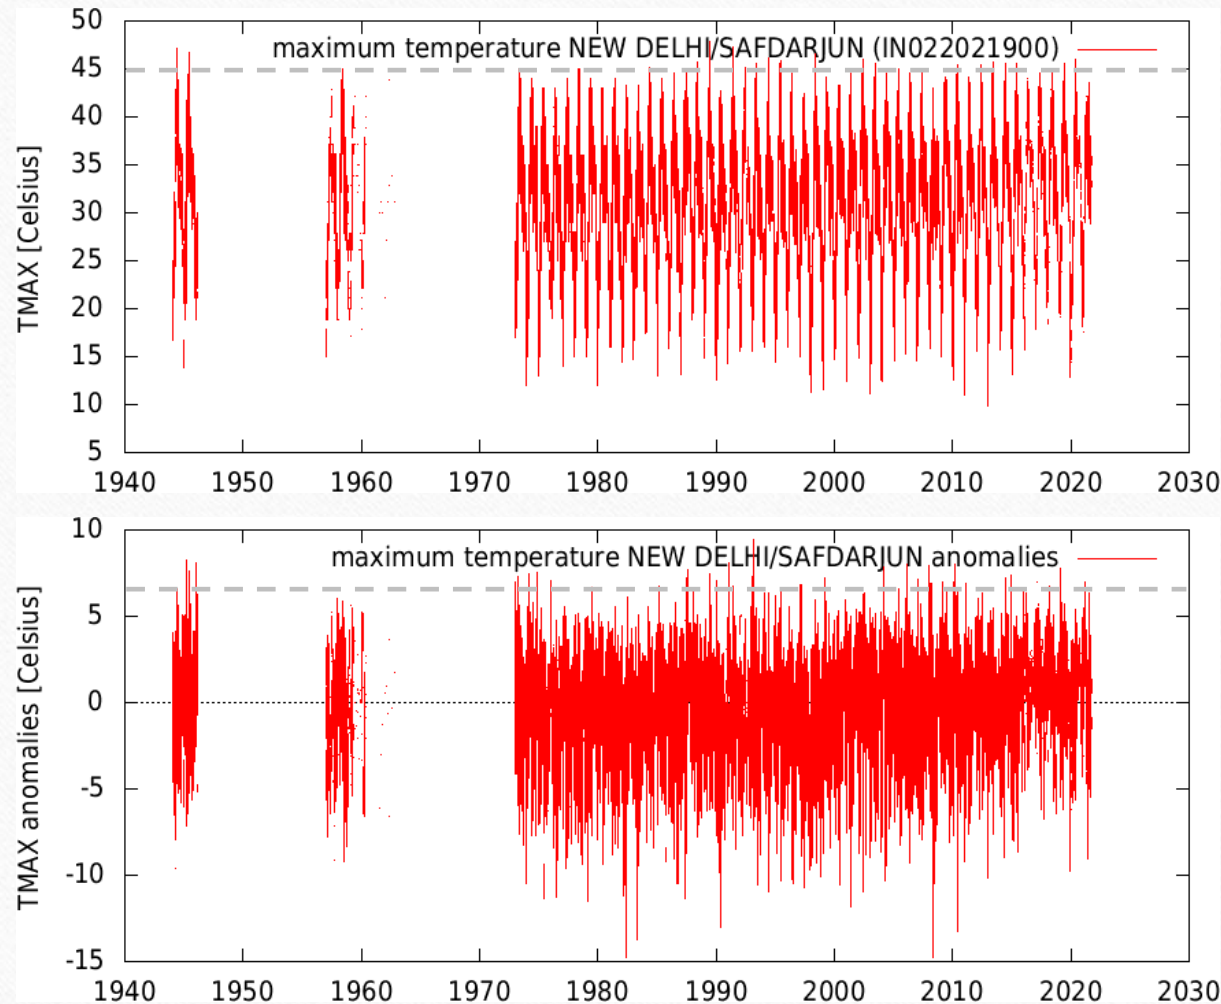 50
maximum temperature NEW DELHI/SAFDARJUN (IN022021900)
45
40
35
30
25
20
15
10
5
TMAX [Celsius]
1940 1950 1960 1970 1980 1990 2000 2010 2020 2030
10
maximum temperature NEW DELHI/SAFDARJUN anomalies
5
0
-5
-10
-15
TMAX anomalies [Celsius]
1940 1950 1960 1970 1980 1990 2000 2010 2020 2030